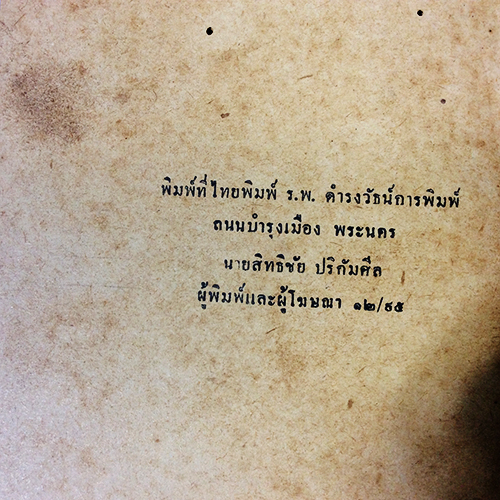 พิมพ์ที่ไทยพิมพ์ ร.พ. ดำรงวัธน์การพิมพ์
ถนนบำรุงเมือง พระนคร
นายสิทธิชัย ปริกัมศีล
ผู้พิมพ์และผู้โฆษณา ๑๒/๙๕